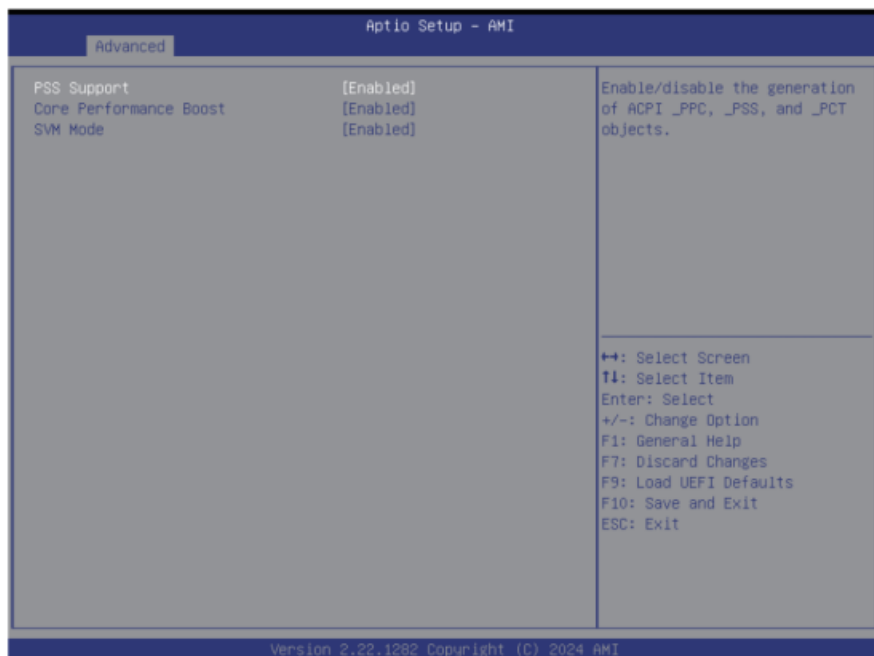 Aptio Setup - AMI
Advanced
PSS Support [Enabled]
Core Performance Boost [Enabled]
SVM Mode [Enabled]
Enable/disable the generation
of ACPI _PPC, _PSS, and _PCT
objects.
↔: Select Screen
↑↓: Select Item
Enter: Select
+/-: Change Option
F1: General Help
F7: Discard Changes
F9: Load UEFI Defaults
F10: Save and Exit
ESC: Exit
Version 2.22.1282 Copyright (C) 2024 AMI